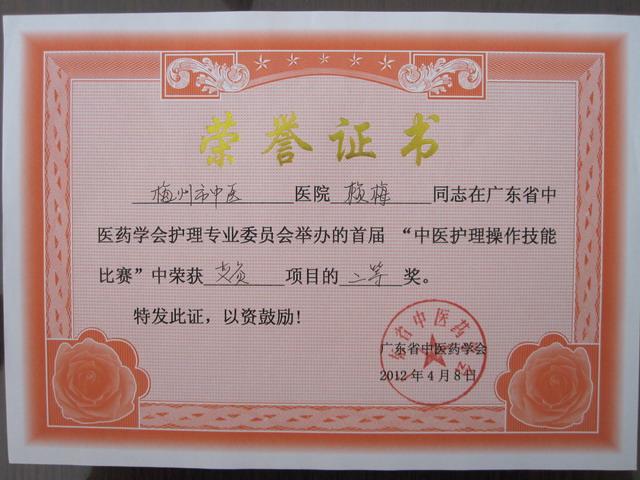 荣誉证书
梅州市中医医院 赖梅 同志在广东省中
医药学会护理专业委员会举办的首届 “中医护理操作技能
比赛”中荣获 项目的二等奖。
特发此证,以资鼓励!
广东省中医药学会
2012年4月8日